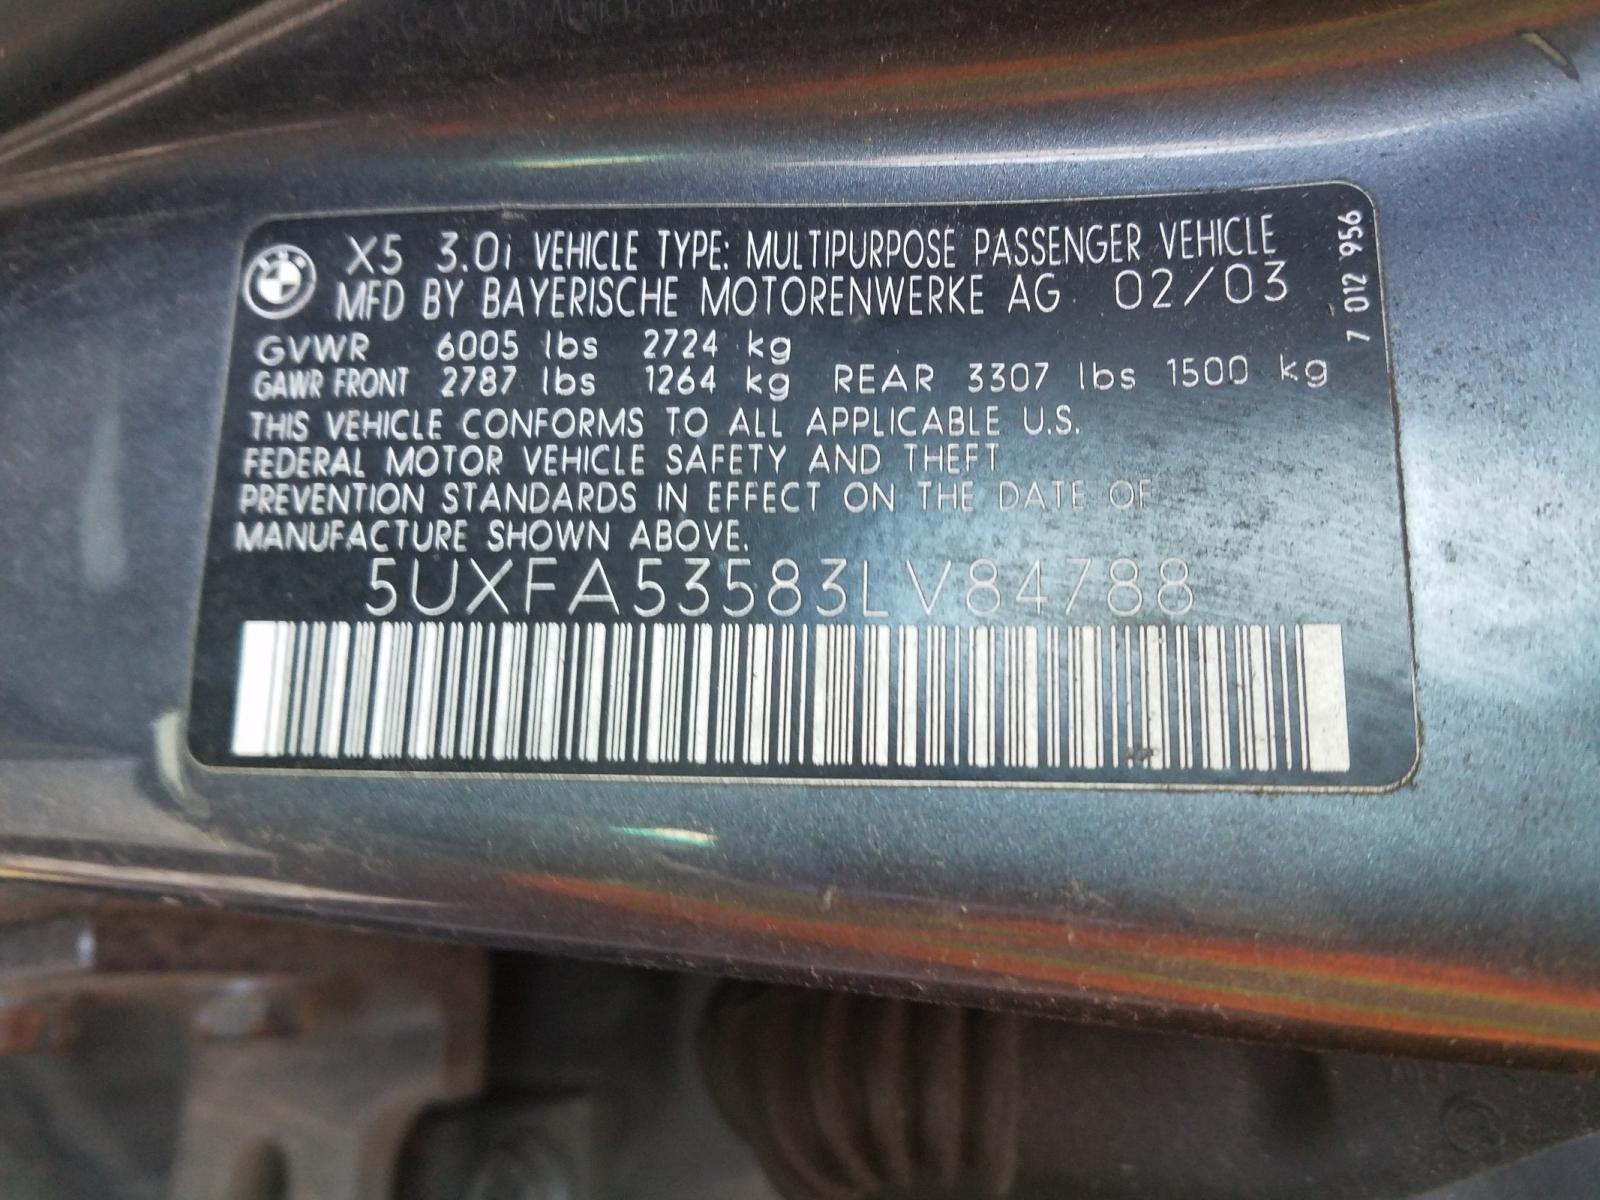 X5 3.0i VEHICLE TYPE: MULTIPURPOSE PASSENGER VEHICLE
MFD BY BAYERISCHE MOTORENWERKE AG 02/03
7 012 956
GVWR 6005 lbs 2724 kg
GAWR FRONT 2787 lbs 1264 kg REAR 3307 lbs 1500 kg
THIS VEHICLE CONFORMS TO ALL APPLICABLE U.S.
FEDERAL MOTOR VEHICLE SAFETY AND THEFT
PREVENTION STANDARDS IN EFFECT ON THE DATE OF
MANUFACTURE SHOWN ABOVE.
5UXFA53583LV84788